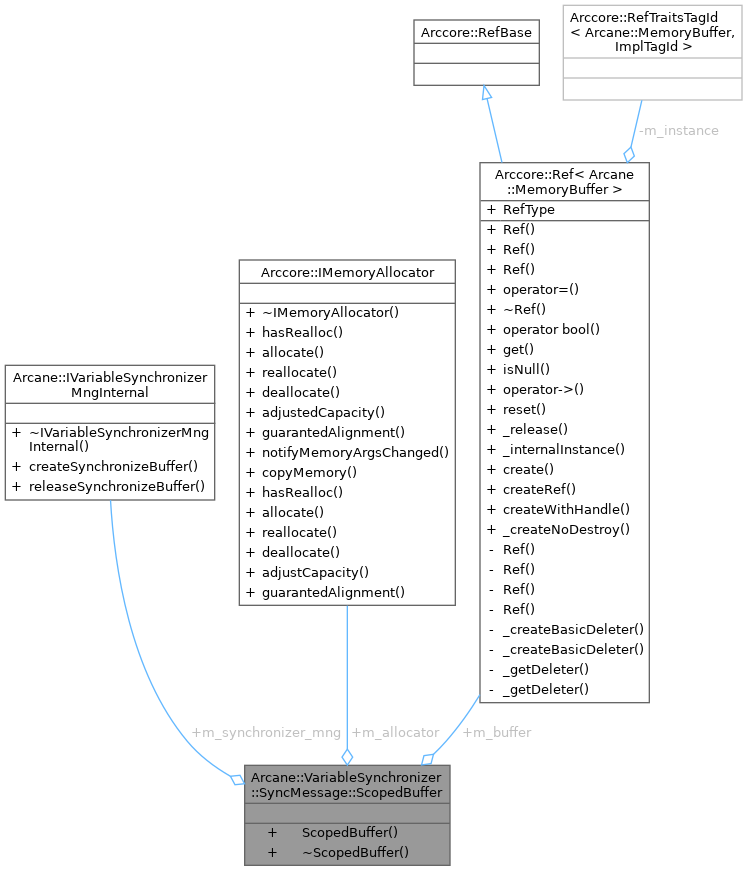 Arccore::RefBase
Arccore::RefTraitsTagId
< Arcane::MemoryBuffer,
ImplTagId >
-m_instance
Arccore::Ref< Arcane
::MemoryBuffer >
+ RefType
+ Ref()
+ Ref()
+ Ref()
+ operator=()
+ ~Ref()
+ operator bool()
+ get()
+ isNull()
+ operator->()
+ reset()
+ _release()
+ _internalInstance()
+ create()
+ createRef()
+ createWithHandle()
+ _createNoDestroy()
- Ref()
- Ref()
- Ref()
- Ref()
- _createBasicDeleter()
- _createBasicDeleter()
- _getDeleter()
- _getDeleter()
Arccore::IMemoryAllocator
+ ~IMemoryAllocator()
+ hasRealloc()
+ allocate()
+ reallocate()
+ deallocate()
+ adjustedCapacity()
+ guarantedAlignment()
+ notifyMemoryArgsChanged()
+ copyMemory()
+ hasRealloc()
+ allocate()
+ reallocate()
+ deallocate()
+ adjustCapacity()
+ guarantedAlignment()
Arcane::IVariableSynchronizer
MngInternal
+ ~IVariableSynchronizerMng
Internal()
+ createSynchronizeBuffer()
+ releaseSynchronizeBuffer()
+m_synchronizer_mng
+m_allocator
+m_buffer
Arcane::VariableSynchronizer
::SyncMessage::ScopedBuffer
+ ScopedBuffer()
+ ~ScopedBuffer()